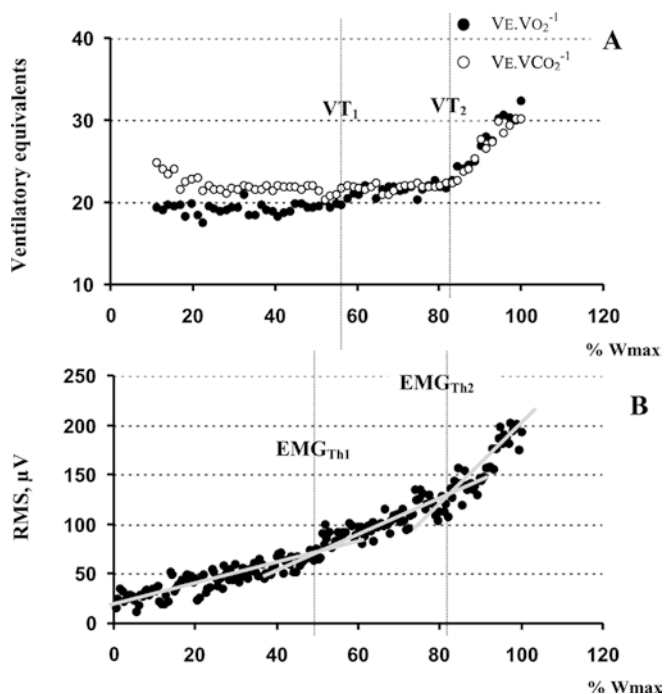 VE.VO₂⁻¹
VE.VCO₂⁻¹
A
Ventilatory equivalents
40
30
20
10
VT₁
VT₂
0 20 40 60 80 100 120
% Wmax
B
RMS, µV
250
200
150
100
50
0
EMG_Th1
EMG_Th2
0 20 40 60 80 100 120
% Wmax